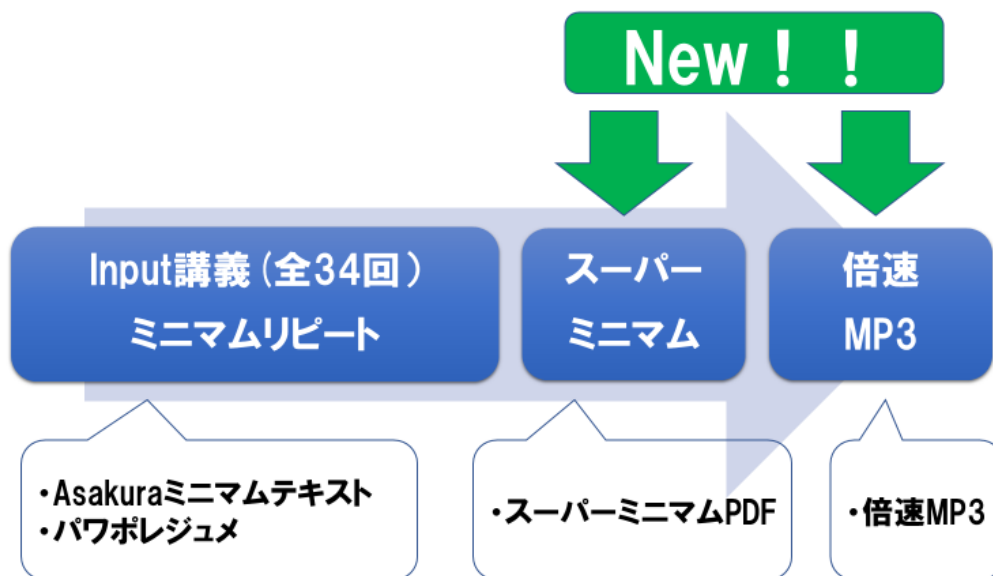 New！！
Input講義（全34回）
ミニマムリピート
スーパー
ミニマム
倍速
MP3
・Asakuraミニマムテキスト
・パワポレジュメ
・スーパーミニマムPDF
・倍速MP3